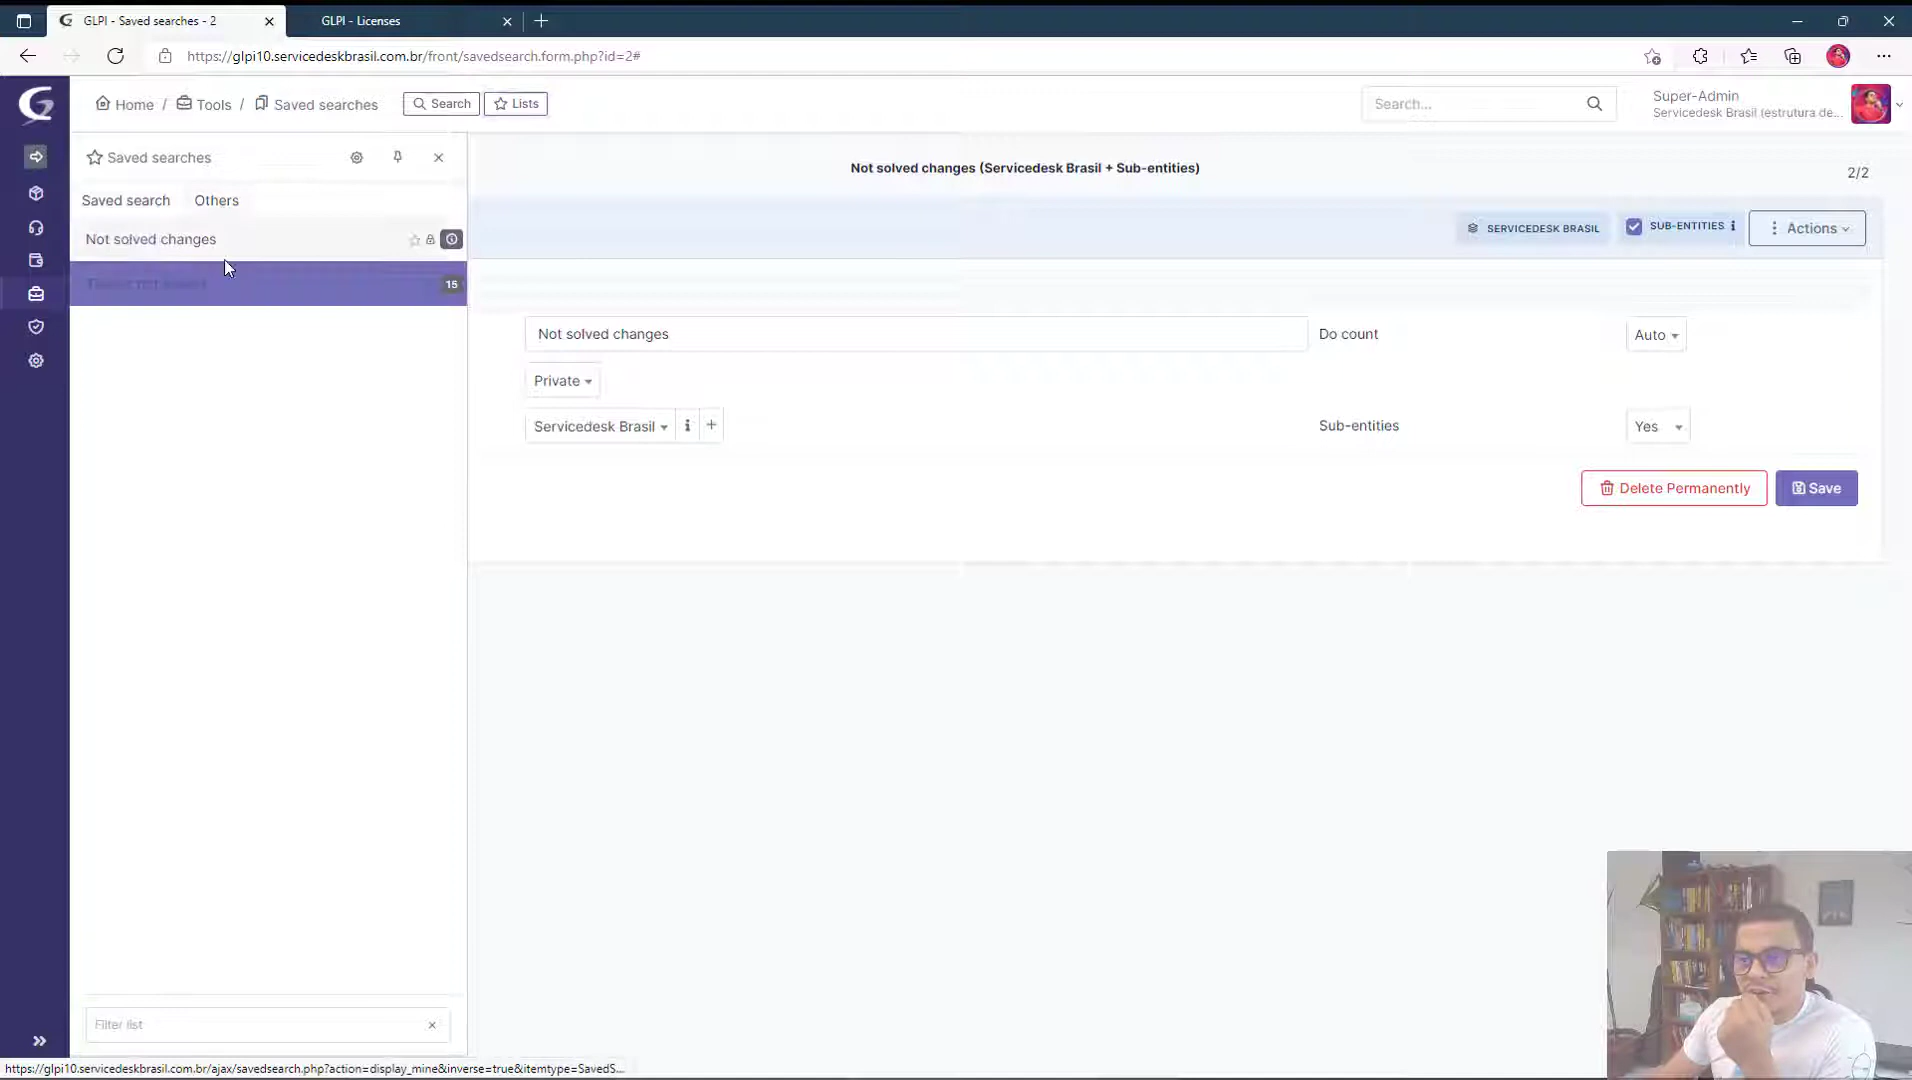 GLPI - Saved searches - 2
GLPI - Licenses
https://glpi10.servicedeskbrasil.com.br/front/savedsearch.form.php?id=2#
Home / Tools / Saved searches
Search
Lists
Search...
Super-Admin
Servicedesk Brasil (estrutura de...
Saved searches
Saved search
Others
Not solved changes
15
Not solved changes (Servicedesk Brasil + Sub-entities)
2/2
SERVICEDESK BRASIL
SUB-ENTITIES
Actions
Not solved changes
Do count
Auto
Private
Servicedesk Brasil
Sub-entities
Yes
Delete Permanently
Save
Filter list
https://glpi10.servicedeskbrasil.com.br/ajax/savedsearch.php?action=display_mine&inverse=true&itemtype=SavedS...